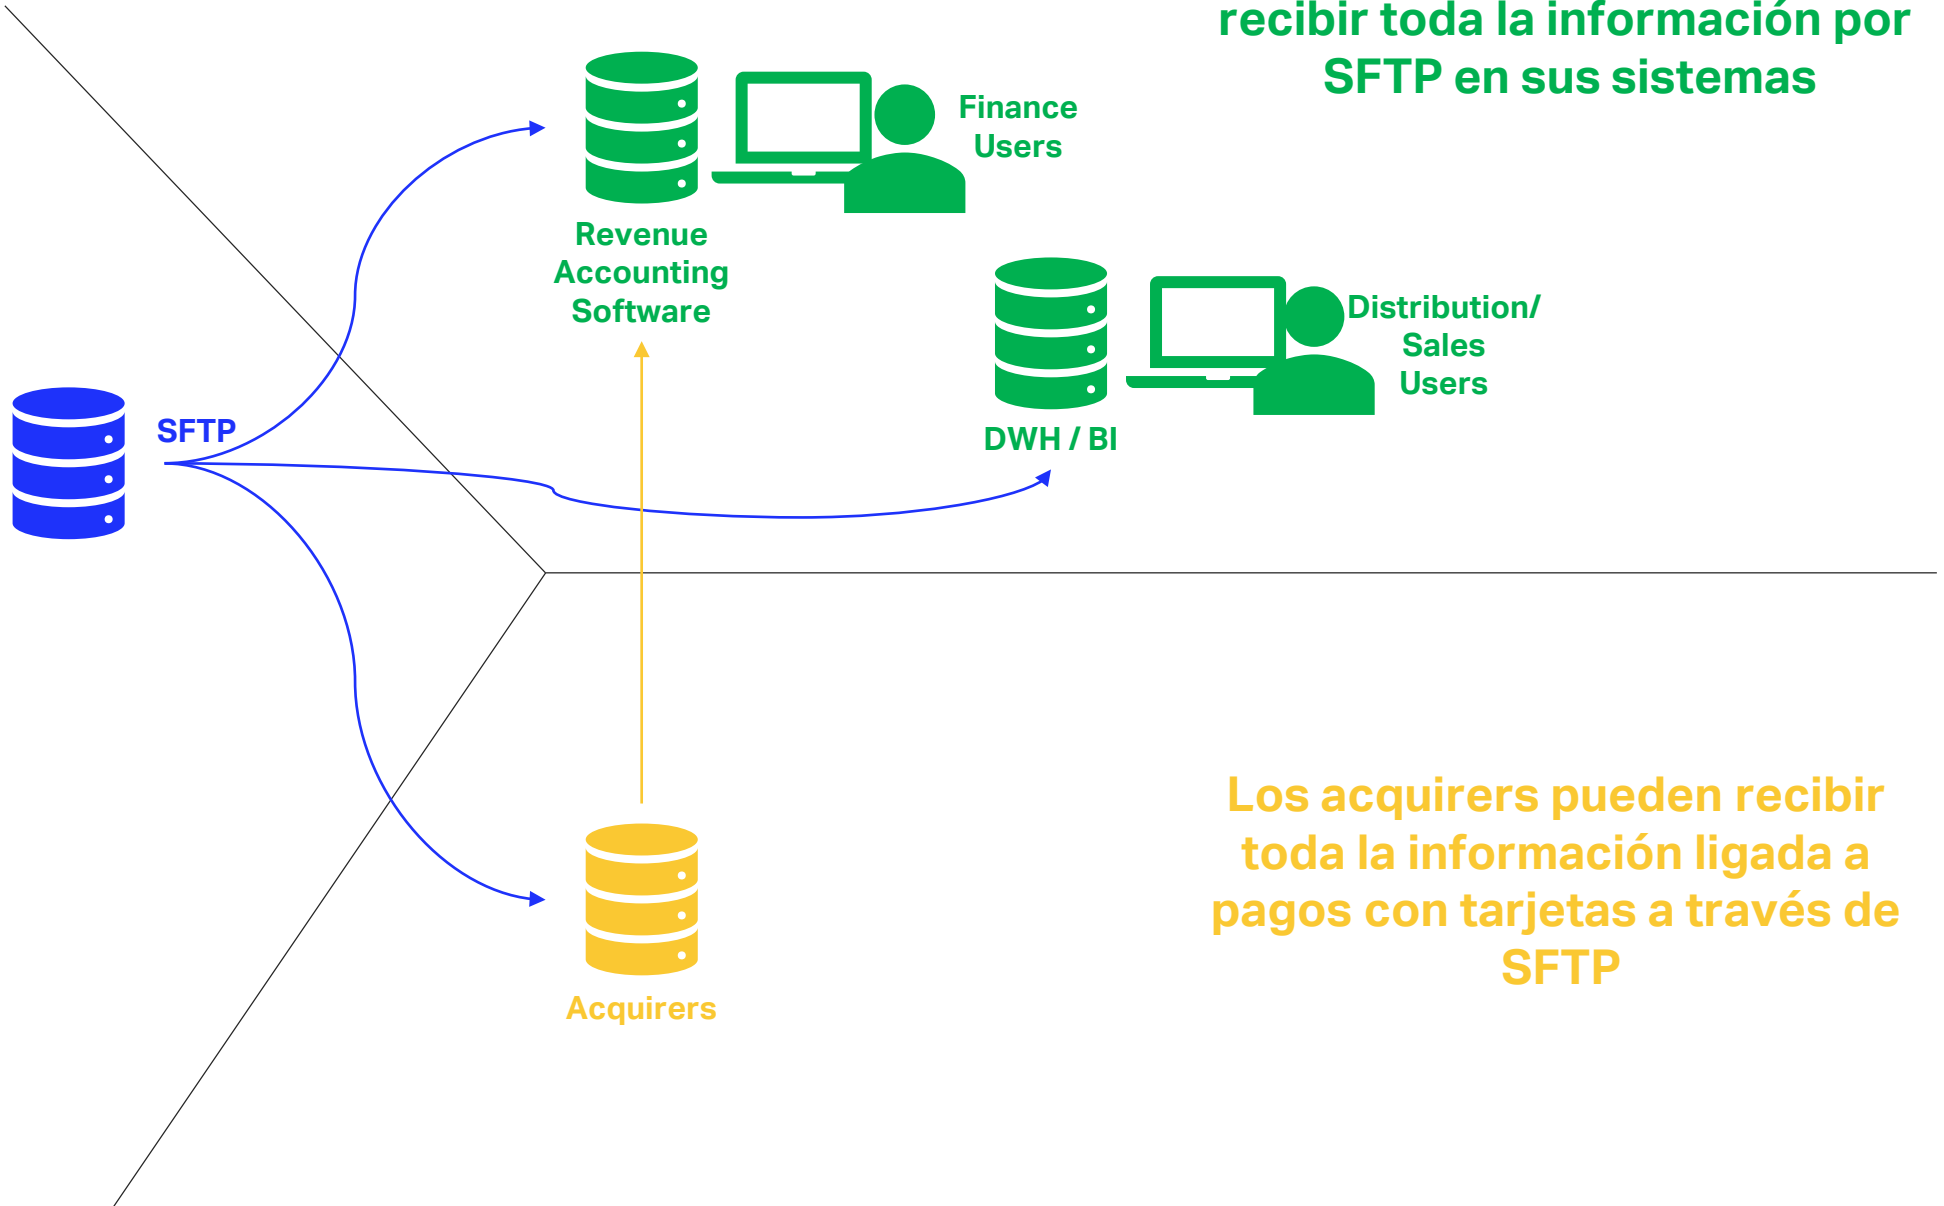 recibir toda la información por
SFTP en sus sistemas
Finance
Users
Revenue
Accounting
Software
Distribution/
Sales
Users
DWH / BI
SFTP
Los acquirers pueden recibir
toda la información ligada a
pagos con tarjetas a través de
SFTP
Acquirers